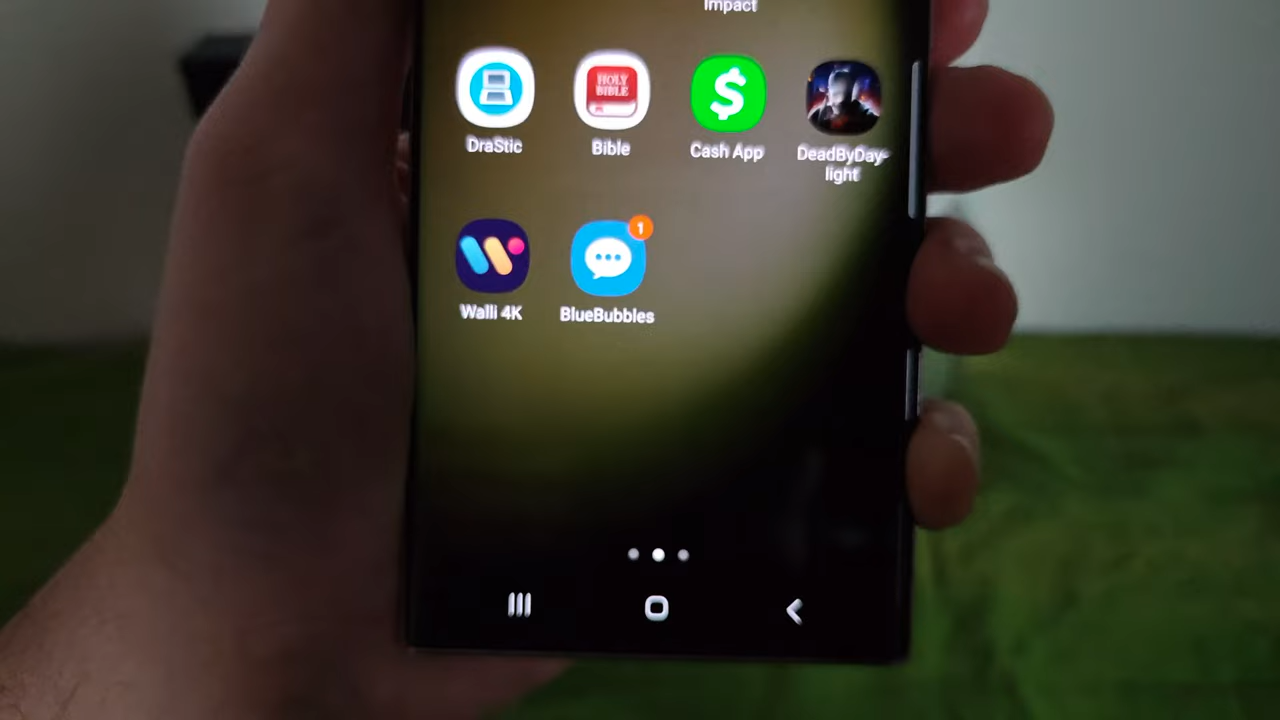 Impact
HOLY
BIBLE
DraStic
Bible
Cash App
DeadByDay-
light
1
Walli 4K
BlueBubbles